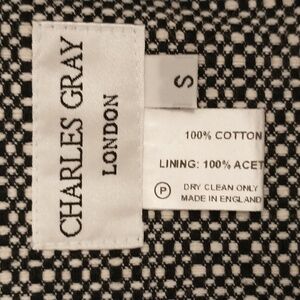 CHARLES GRAY
LONDON
S
100% COTTON
LINING: 100% ACET
P DRY CLEAN ONLY
MADE IN ENGLAND